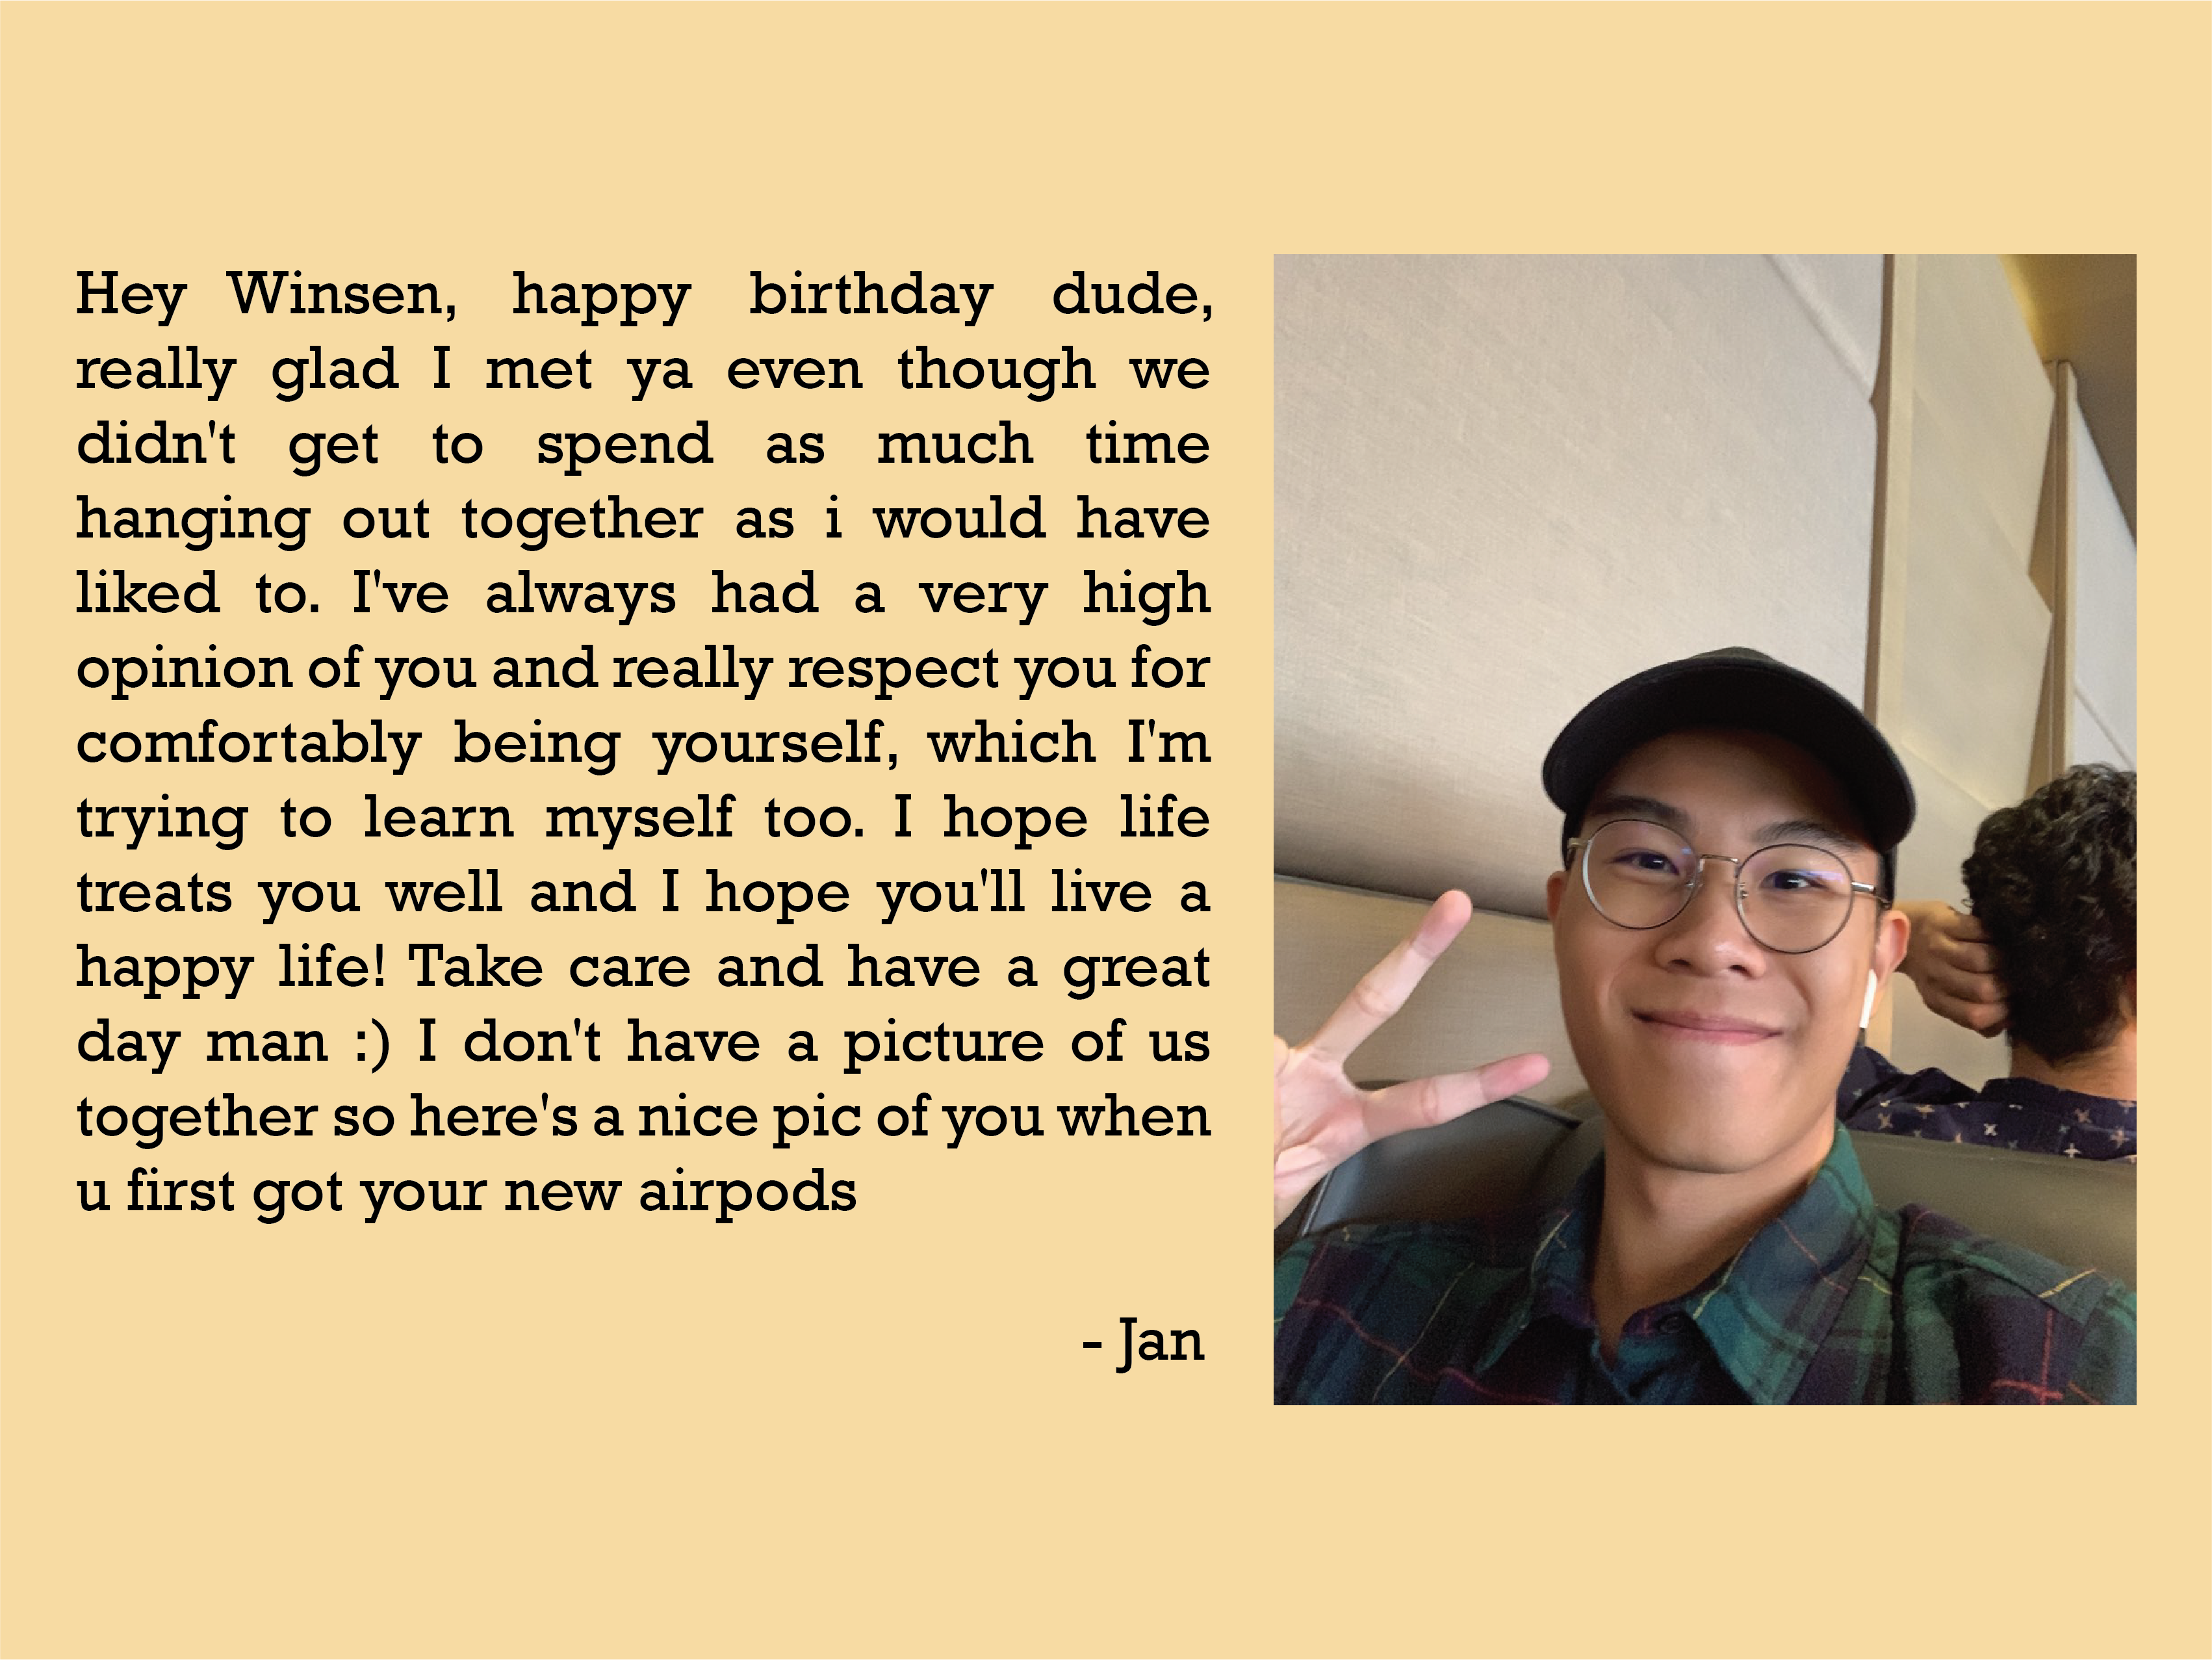 Hey Winsen, happy birthday dude,
really glad I met ya even though we
didn't get to spend as much time
hanging out together as i would have
liked to. I've always had a very high
opinion of you and really respect you for
comfortably being yourself, which I'm
trying to learn myself too. I hope life
treats you well and I hope you'll live a
happy life! Take care and have a great
day man :) I don't have a picture of us
together so here's a nice pic of you when
u first got your new airpods
- Jan